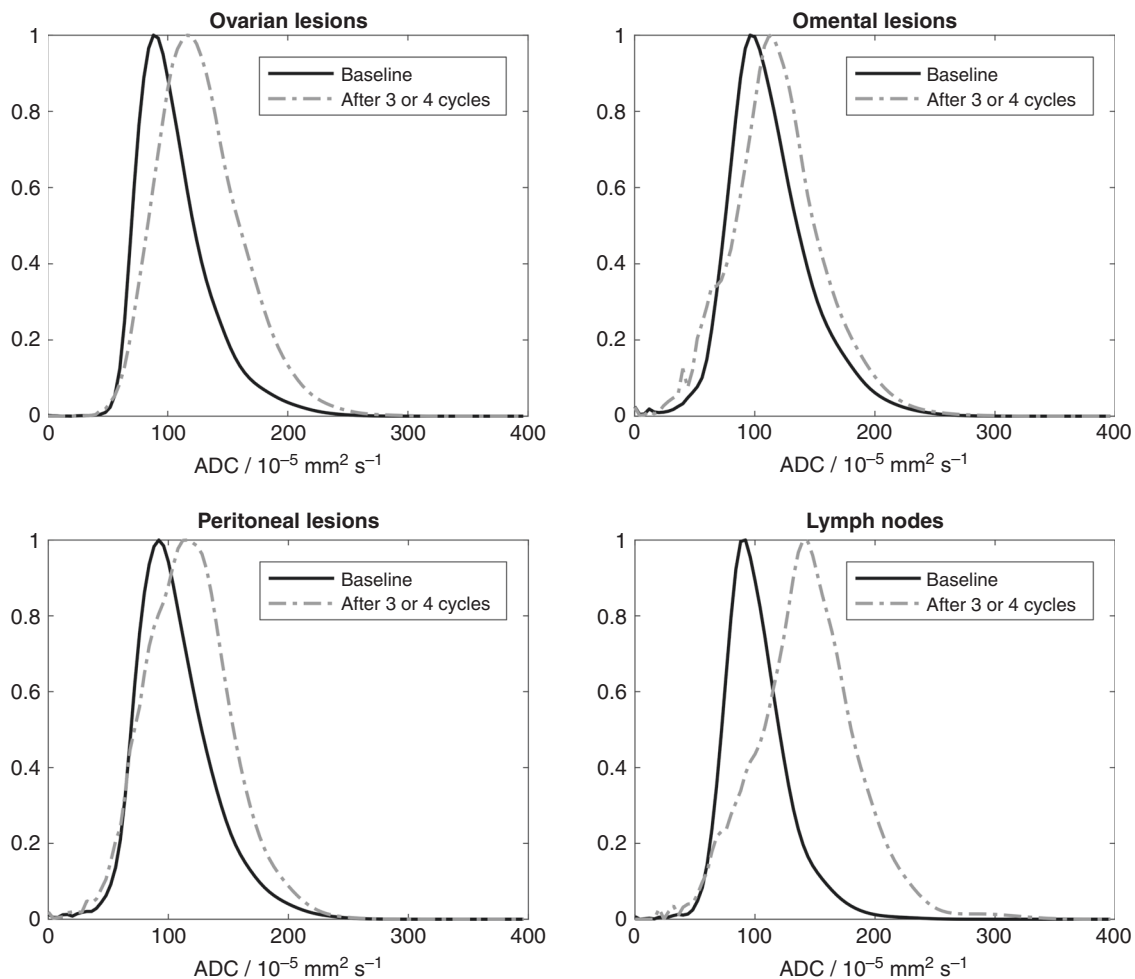 Ovarian lesions
1
0.8
0.6
0.4
0.2
0
0 100 200 300 400
ADC / 10⁻⁵ mm² s⁻¹
Baseline
After 3 or 4 cycles
Omental lesions
1
0.8
0.6
0.4
0.2
0
0 100 200 300 400
ADC / 10⁻⁵ mm² s⁻¹
Baseline
After 3 or 4 cycles
Peritoneal lesions
1
0.8
0.6
0.4
0.2
0
0 100 200 300 400
ADC / 10⁻⁵ mm² s⁻¹
Baseline
After 3 or 4 cycles
Lymph nodes
1
0.8
0.6
0.4
0.2
0
0 100 200 300 400
ADC / 10⁻⁵ mm² s⁻¹
Baseline
After 3 or 4 cycles